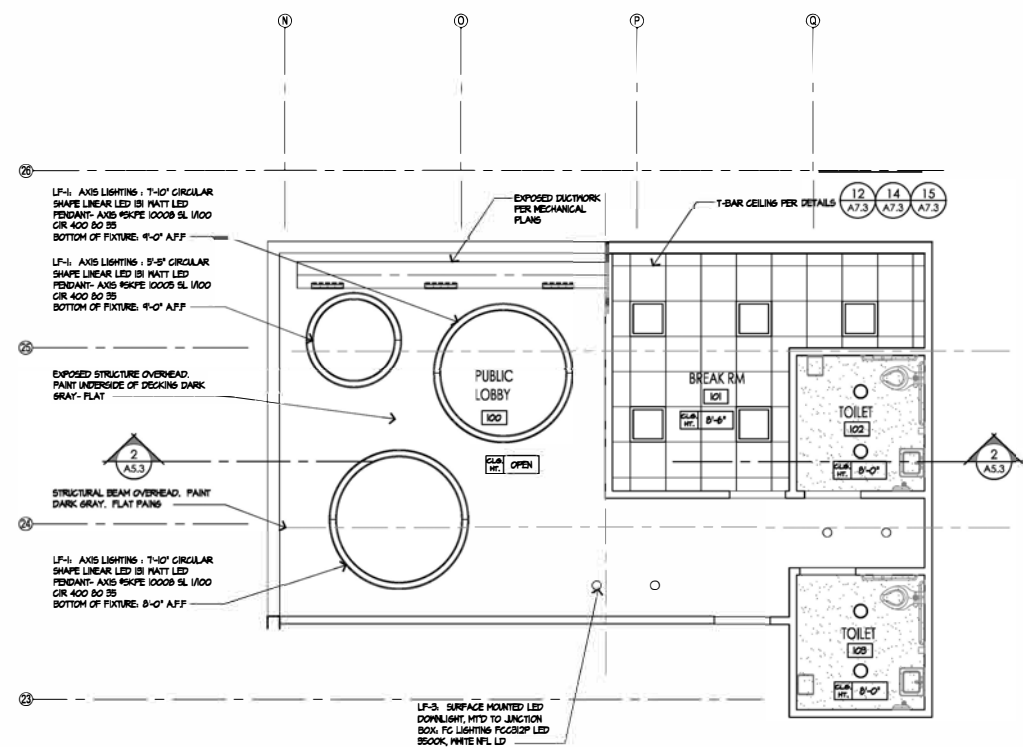 N
O
P
Q
26
LF-1: AXIS LIGHTING : 7'-10" CIRCULAR
SHAPE LINEAR LED 131 MATT LED
PENDANT- AXIS #SKPE 1000B SL 1/100
CIR 400 80 35
BOTTOM OF FIXTURE: 9'-0" A.F.F
LF-1: AXIS LIGHTING : 5'-5" CIRCULAR
SHAPE LINEAR LED 131 MATT LED
PENDANT- AXIS #SKPE 1000S SL 1/100
CIR 400 80 35
BOTTOM OF FIXTURE: 9'-0" A.F.F
EXPOSED DUCTWORK
PER MECHANICAL
PLANS
T-BAR CEILING PER DETAILS
12
A7.3
14
A7.3
15
A7.3
25
EXPOSED STRUCTURE OVERHEAD.
PAINT UNDERSIDE OF DECKING DARK
GRAY- FLAT
PUBLIC
LOBBY
100
CLG.
HT.
OPEN
BREAK RM
101
CLG.
HT.
8'-6"
TOILET
102
CLG.
HT.
8'-0"
2
A5.3
2
A5.3
STRUCTURAL BEAM OVERHEAD. PAINT
DARK GRAY. FLAT PAING
24
LF-1: AXIS LIGHTING : 7'-10" CIRCULAR
SHAPE LINEAR LED 131 MATT LED
PENDANT- AXIS #SKPE 1000B SL 1/100
CIR 400 80 35
BOTTOM OF FIXTURE: 8'-0" A.F.F
TOILET
103
CLG.
HT.
8'-0"
23
LF-3: SURFACE MOUNTED LED
DOWNLIGHT, MT'D TO JUNCTION
BOX: FC LIGHTING FCC312P LED
3500K, WHITE NFL LD